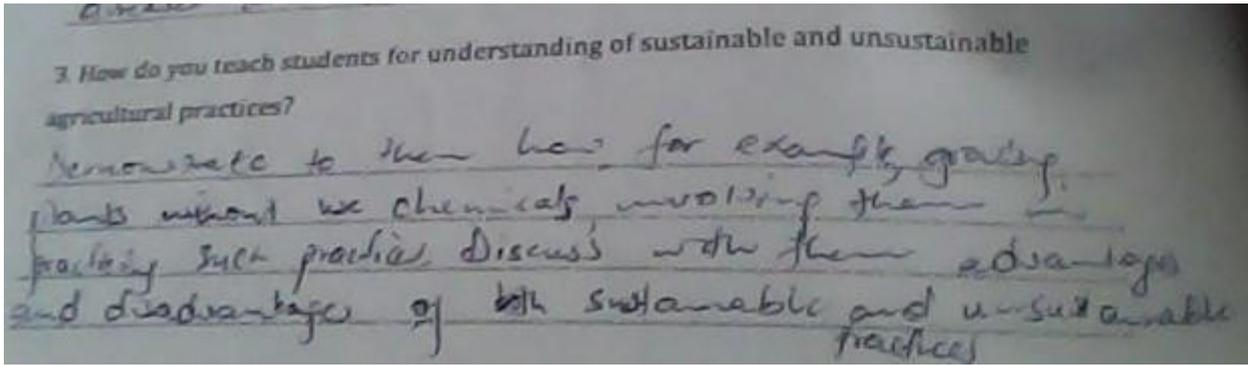 3. How do you teach students for understanding of sustainable and unsustainable
agricultural practices?
Demonstrate to them how for example, growing
plants without use chemicals, involving them in
practicing such practices. Discuss with them advantages
and disadvantages of both sustainable and unsustainable
practices